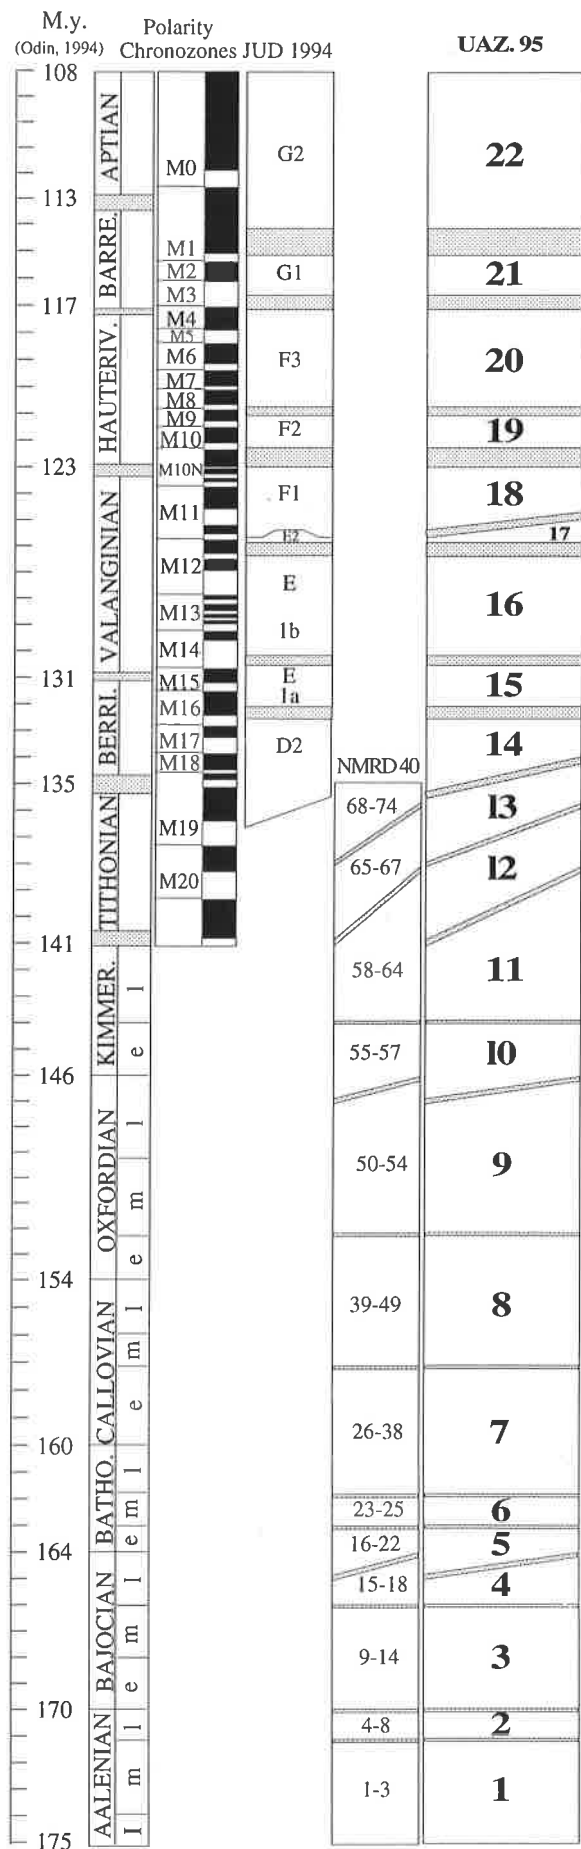 M.y.
(Odin, 1994)
Polarity
Chronozones
JUD 1994
UAZ. 95
108
113
117
123
131
135
141
146
154
160
164
170
175
APTIAN
BARRE.
HAUTERIV.
VALANGINIAN
BERRI.
TITHONIAN
KIMMER.
l
e
OXFORDIAN
l
m
e
CALLOVIAN
l
m
e
BATHO.
l
m
e
BAJOCIAN
l
m
e
AALENIAN
l
m
I
M0
M1
M2
M3
M4
M5
M6
M7
M8
M9
M10
M10N
M11
M12
M13
M14
M15
M16
M17
M18
M19
M20
G2
G1
F3
F2
F1
E2
E
1b
E
1a
D2
NMRD40
68-74
65-67
58-64
55-57
50-54
39-49
26-38
23-25
16-22
15-18
9-14
4-8
1-3
22
21
20
19
18
17
16
15
14
13
12
11
10
9
8
7
6
5
4
3
2
1